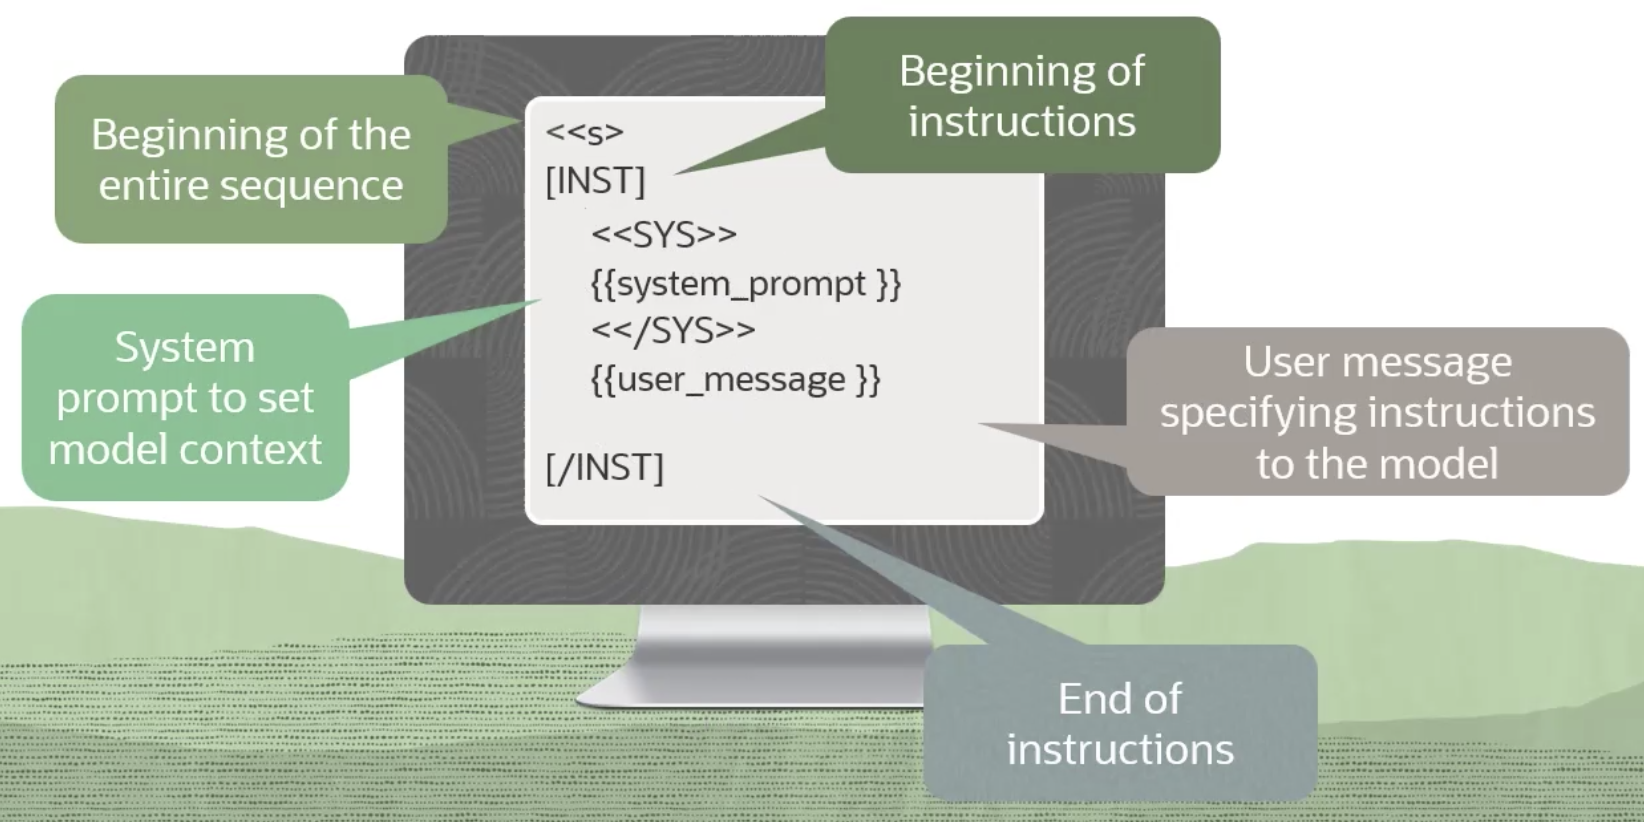 Beginning of the
entire sequence
Beginning of
instructions
<<s>
[INST]
<<SYS>>
{{system_prompt }}
<</SYS>>
{{user_message }}
[/INST]
System
prompt to set
model context
User message
specifying instructions
to the model
End of
instructions